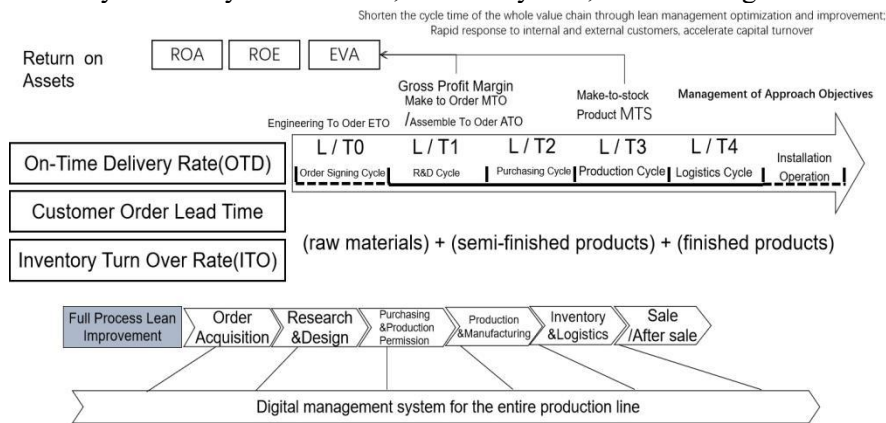 Shorten the cycle time of the whole value chain through lean management optimization and improvement;
Rapid response to internal and external customers, accelerate capital turnover
Return on
Assets
ROA
ROE
EVA
Gross Profit Margin
Make to Order MTO
/Assemble To Oder ATO
Make-to-stock
Product MTS
Management of Approach Objectives
Engineering To Oder ETO
L / T0
L / T1
L / T2
L / T3
L / T4
Order Signing Cycle
R&D Cycle
Purchasing Cycle
Production Cycle
Logistics Cycle
Installation
Operation
On-Time Delivery Rate(OTD)
Customer Order Lead Time
Inventory Turn Over Rate(ITO)
(raw materials) + (semi-finished products) + (finished products)
Full Process Lean
Improvement
Order
Acquisition
Research
&Design
Purchasing
&Production
Permission
Production
&Manufacturing
Inventory
&Logistics
Sale
/After sale
Digital management system for the entire production line